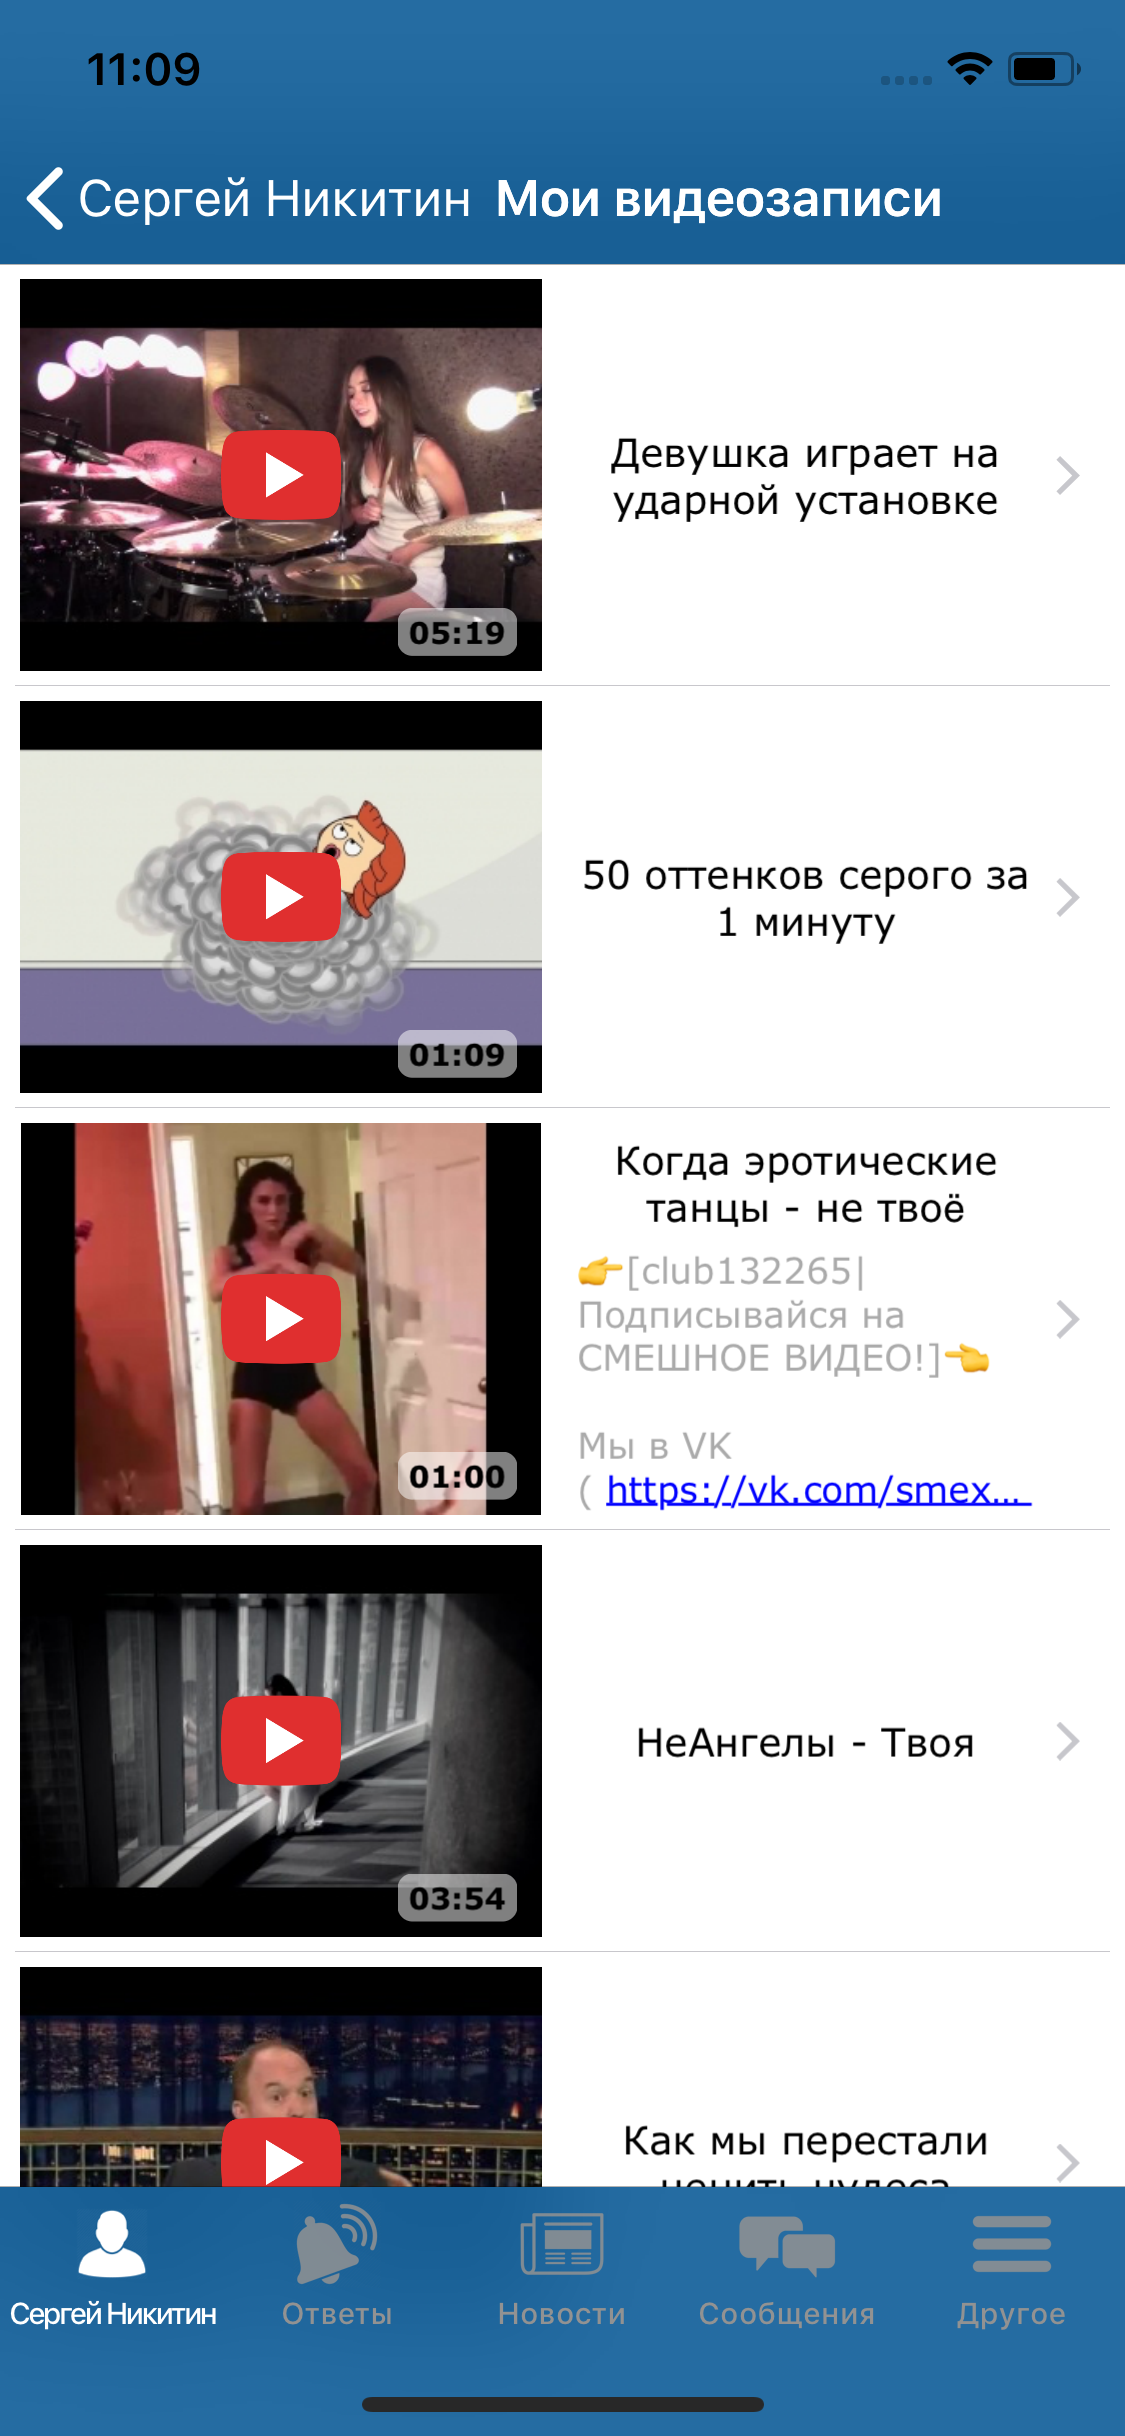 11:09
Сергей Никитин Мои видеозаписи
Девушка играет на
ударной установке
05:19
50 оттенков серого за
1 минуту
01:09
Когда эротические
танцы - не твоё
👉[club132265|
Подписывайся на
СМЕШНОЕ ВИДЕО!]👈
Мы в VK
( https://vk.com/smex...
01:00
НеАнгелы - Твоя
03:54
Как мы перестали
ценить чудеса
Сергей Никитин
Ответы
Новости
Сообщения
Другое